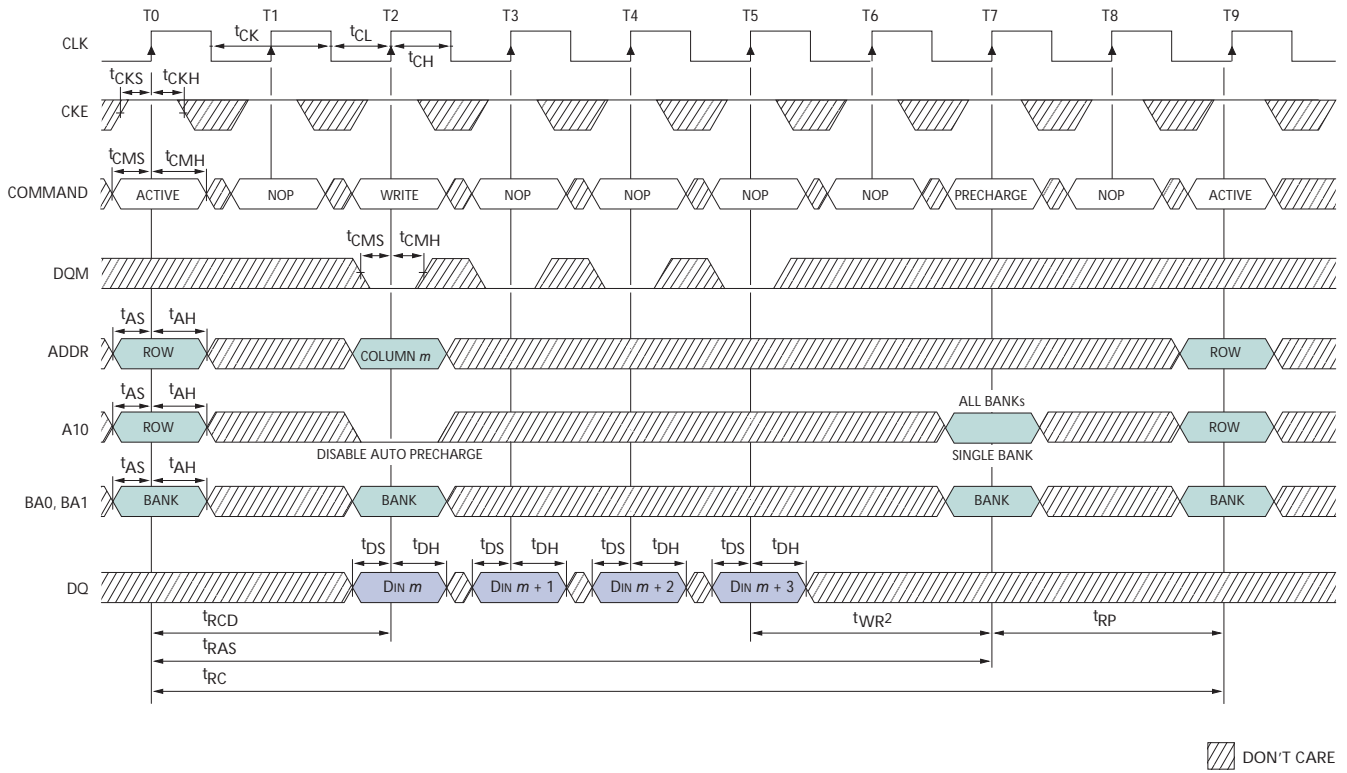 T0 T1 T2 T3 T4 T5 T6 T7 T8 T9
CLK tCK tCL tCH
tCKS tCKH
CKE
tCMS tCMH
COMMAND ACTIVE NOP WRITE NOP NOP NOP NOP PRECHARGE NOP ACTIVE
tCMS tCMH
DQM
tAS tAH
ADDR ROW COLUMN m ROW
tAS tAH ALL BANKs
A10 ROW ROW
DISABLE AUTO PRECHARGE SINGLE BANK
tAS tAH
BA0, BA1 BANK BANK BANK BANK
tDS tDH tDS tDH tDS tDH tDS tDH
DQ DIN m DIN m + 1 DIN m + 2 DIN m + 3
tRCD tWR2 tRP
tRAS
tRC
DON'T CARE